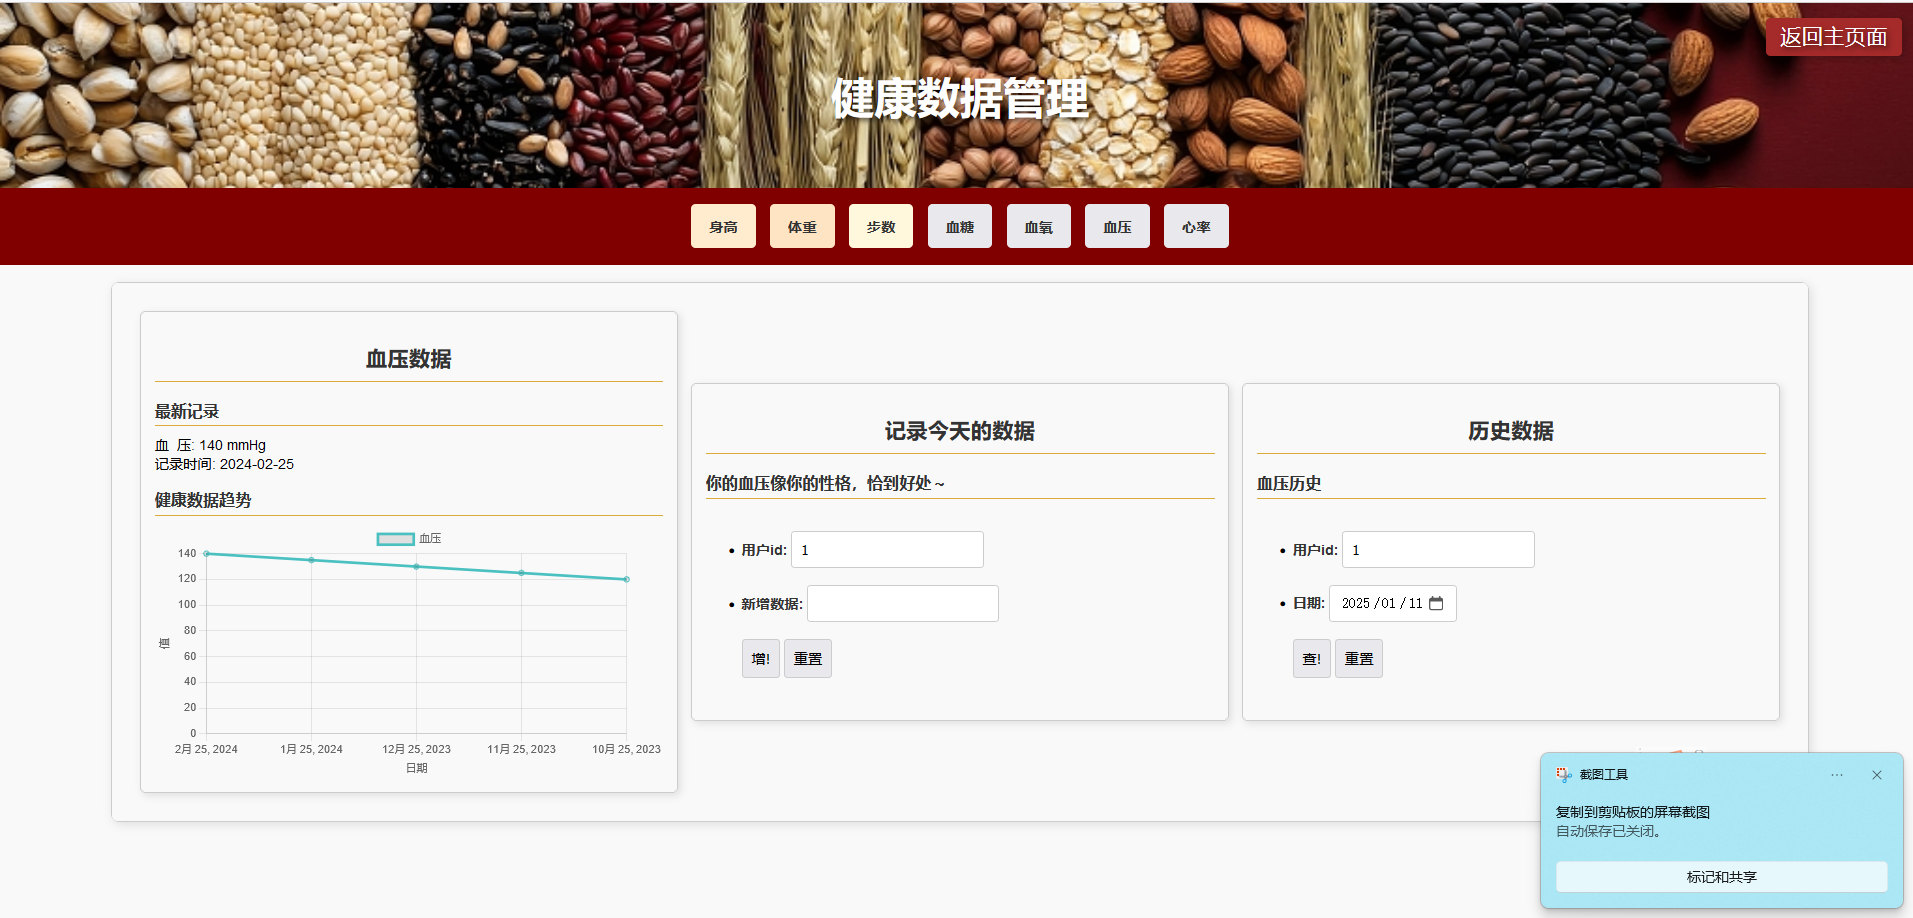 返回主页面
健康数据管理
身高
体重
步数
血糖
血氧
血压
心率
血压数据
最新记录
血 压: 140 mmHg
记录时间: 2024-02-25
健康数据趋势
血压
140
120
100
80
60
40
20
0
值
2月 25, 2024
1月 25, 2024
12月 25, 2023
11月 25, 2023
10月 25, 2023
日期
记录今天的数据
你的血压像你的性格，恰到好处～
用户id: 1
新增数据:
增!
重置
历史数据
血压历史
用户id: 1
日期: 2025/01/11
查!
重置
截图工具
复制到剪贴板的屏幕截图
自动保存已关闭。
标记和共享